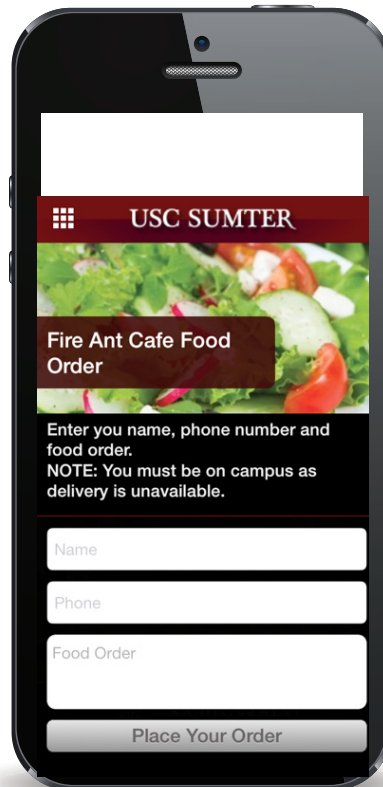 USC SUMTER
Fire Ant Cafe Food
Order
Enter you name, phone number and
food order.
NOTE: You must be on campus as
delivery is unavailable.
Name
Phone
Food Order
Place Your Order